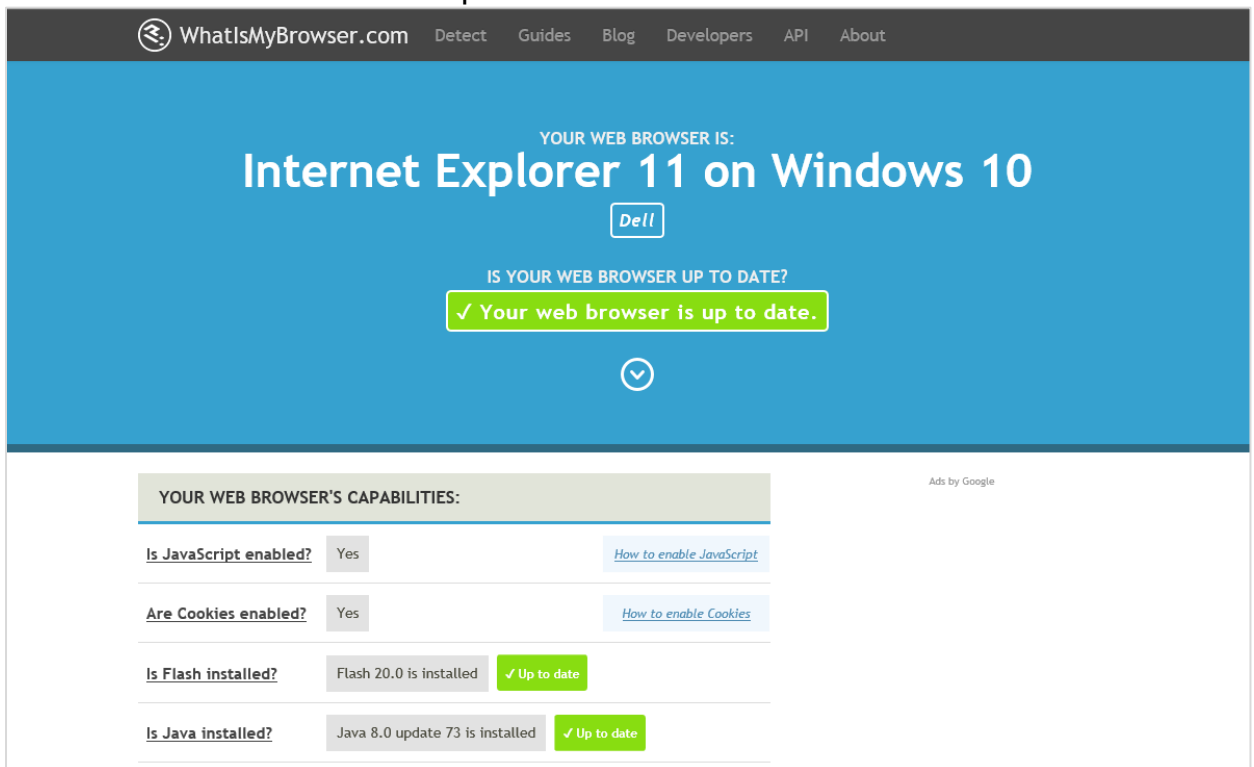 WhatIsMyBrowser.com Detect Guides Blog Developers API About
YOUR WEB BROWSER IS:
Internet Explorer 11 on Windows 10
Dell
IS YOUR WEB BROWSER UP TO DATE?
✓ Your web browser is up to date.
YOUR WEB BROWSER'S CAPABILITIES:
Ads by Google
Is JavaScript enabled? Yes How to enable JavaScript
Are Cookies enabled? Yes How to enable Cookies
Is Flash installed? Flash 20.0 is installed ✓ Up to date
Is Java installed? Java 8.0 update 73 is installed ✓ Up to date